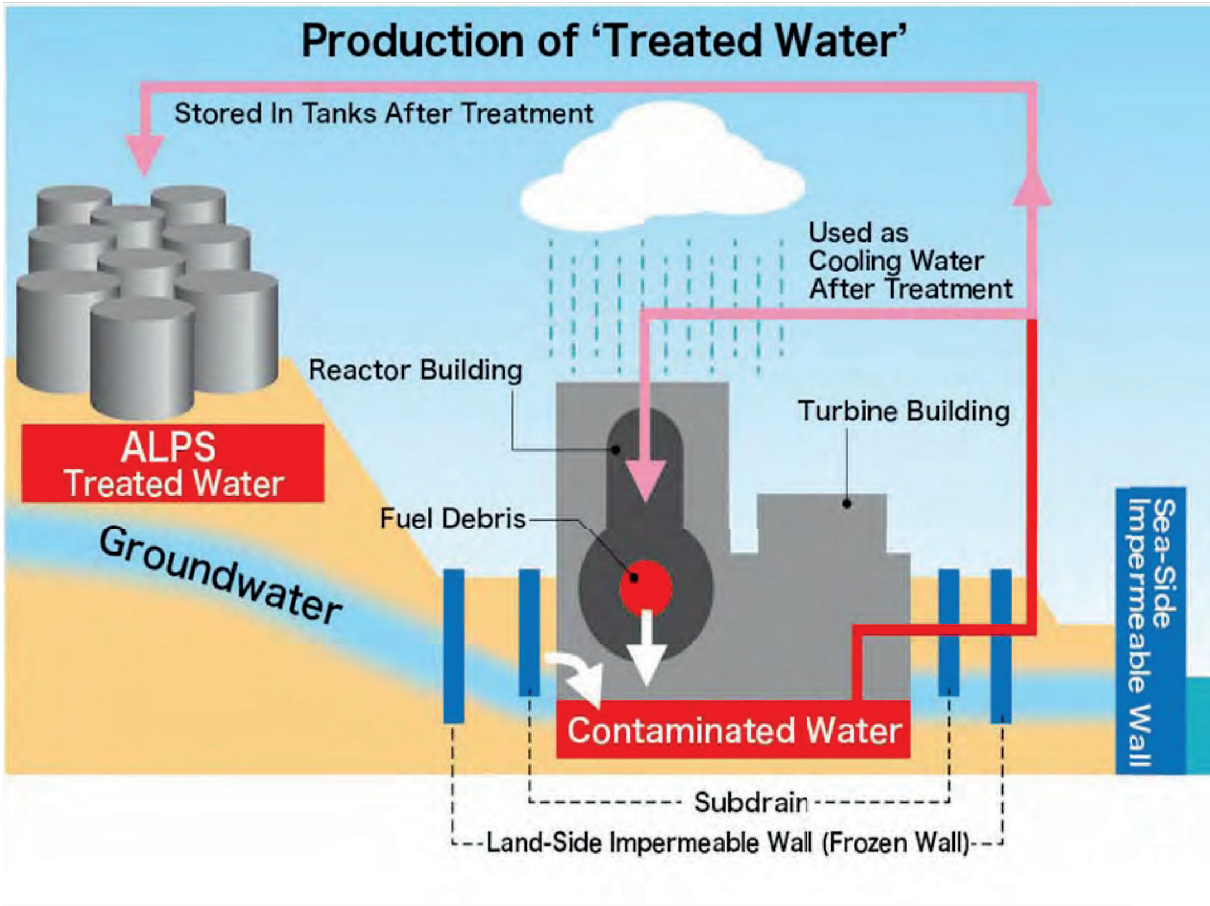 Production of ‘Treated Water’
Stored In Tanks After Treatment
Used as
Cooling Water
After Treatment
Reactor Building
Turbine Building
ALPS
Treated Water
Fuel Debris
Groundwater
Sea-Side
Impermeable Wall
Contaminated Water
Subdrain
Land-Side Impermeable Wall (Frozen Wall)